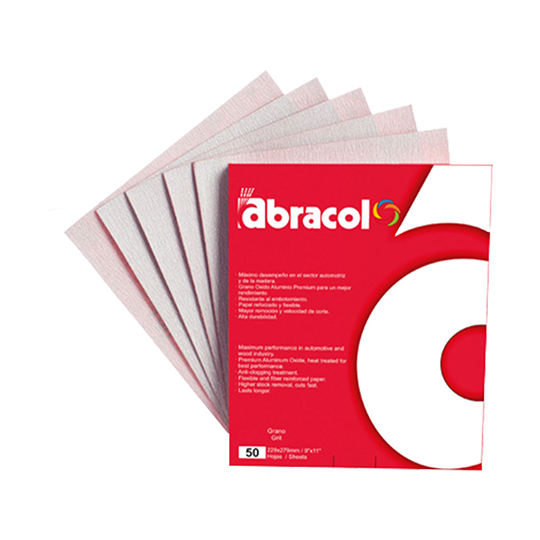 abracol
· Máximo desempeño en el sector automotriz
y de la madera.
· Grano Oxido Aluminio Premium para un mejor
rendimiento.
· Resistente al embotamiento.
· Papel reforzado y flexible.
· Mayor remoción y velocidad de corte.
· Alta durabilidad.
· Maximum performance in automotive and
wood industry.
· Premium Aluminum Oxide, heat treated for
best performance.
· Anti-clogging treatment.
· Flexible and fiber reinforced paper.
· Higher stock removal, cuts fast.
· Lasts longer.
Grano
Grit
50
229x279mm / 9"x11"
Hojas / Sheets
6